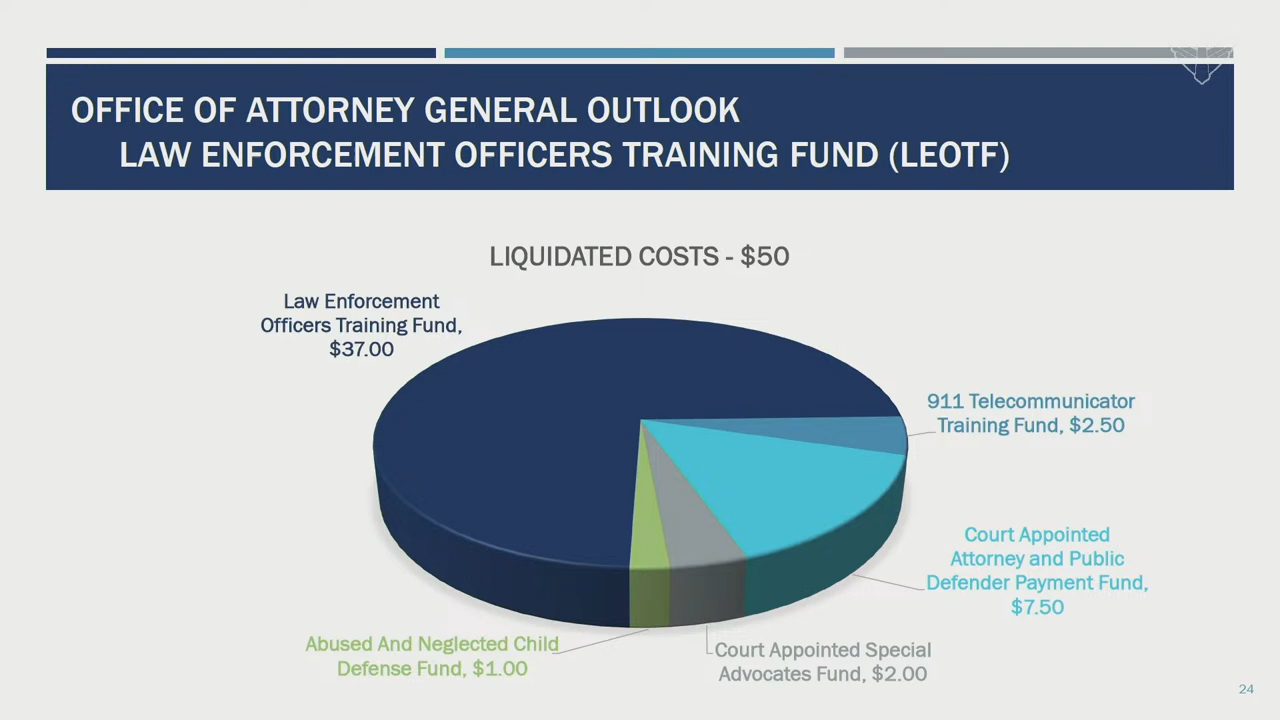 OFFICE OF ATTORNEY GENERAL OUTLOOK
LAW ENFORCEMENT OFFICERS TRAINING FUND (LEOTF)
LIQUIDATED COSTS - $50
Law Enforcement
Officers Training Fund,
$37.00
911 Telecommunicator
Training Fund, $2.50
Court Appointed
Attorney and Public
Defender Payment Fund,
$7.50
Abused And Neglected Child
Defense Fund, $1.00
Court Appointed Special
Advocates Fund, $2.00
24